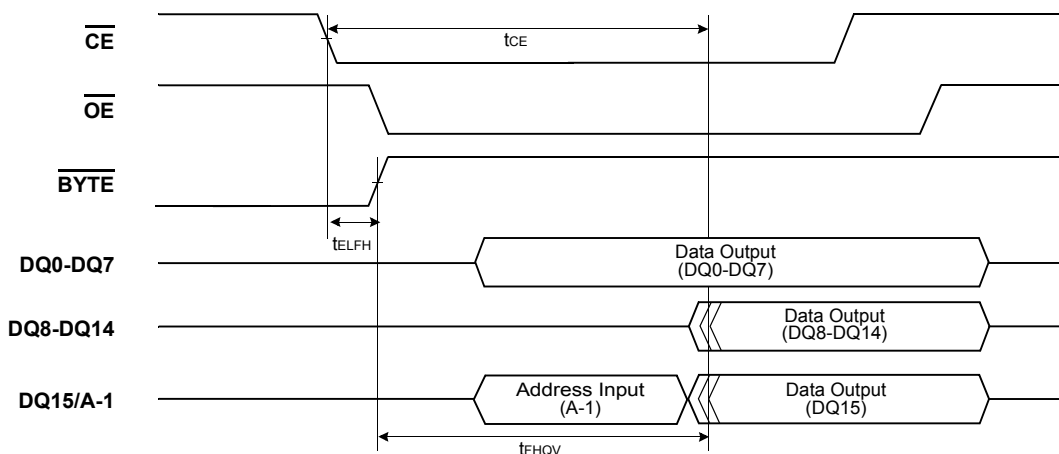 CE
tCE
OE
BYTE
tELFH
DQ0-DQ7
Data Output
(DQ0-DQ7)
DQ8-DQ14
Data Output
(DQ8-DQ14)
DQ15/A-1
Address Input
(A-1)
Data Output
(DQ15)
tFHQV